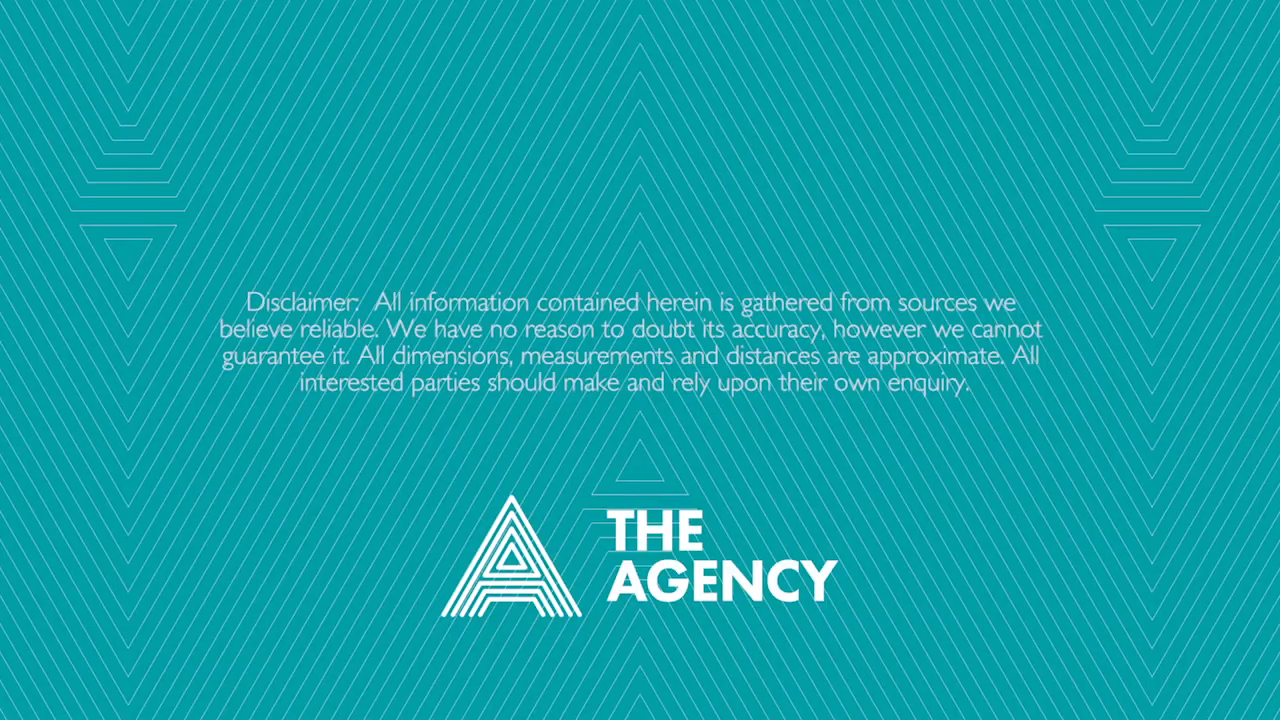 Disclaimer:  All information contained herein is gathered from sources we
believe reliable. We have no reason to doubt its accuracy, however we cannot
guarantee it. All dimensions, measurements and distances are approximate. All
interested parties should make and rely upon their own enquiry.
THE
AGENCY